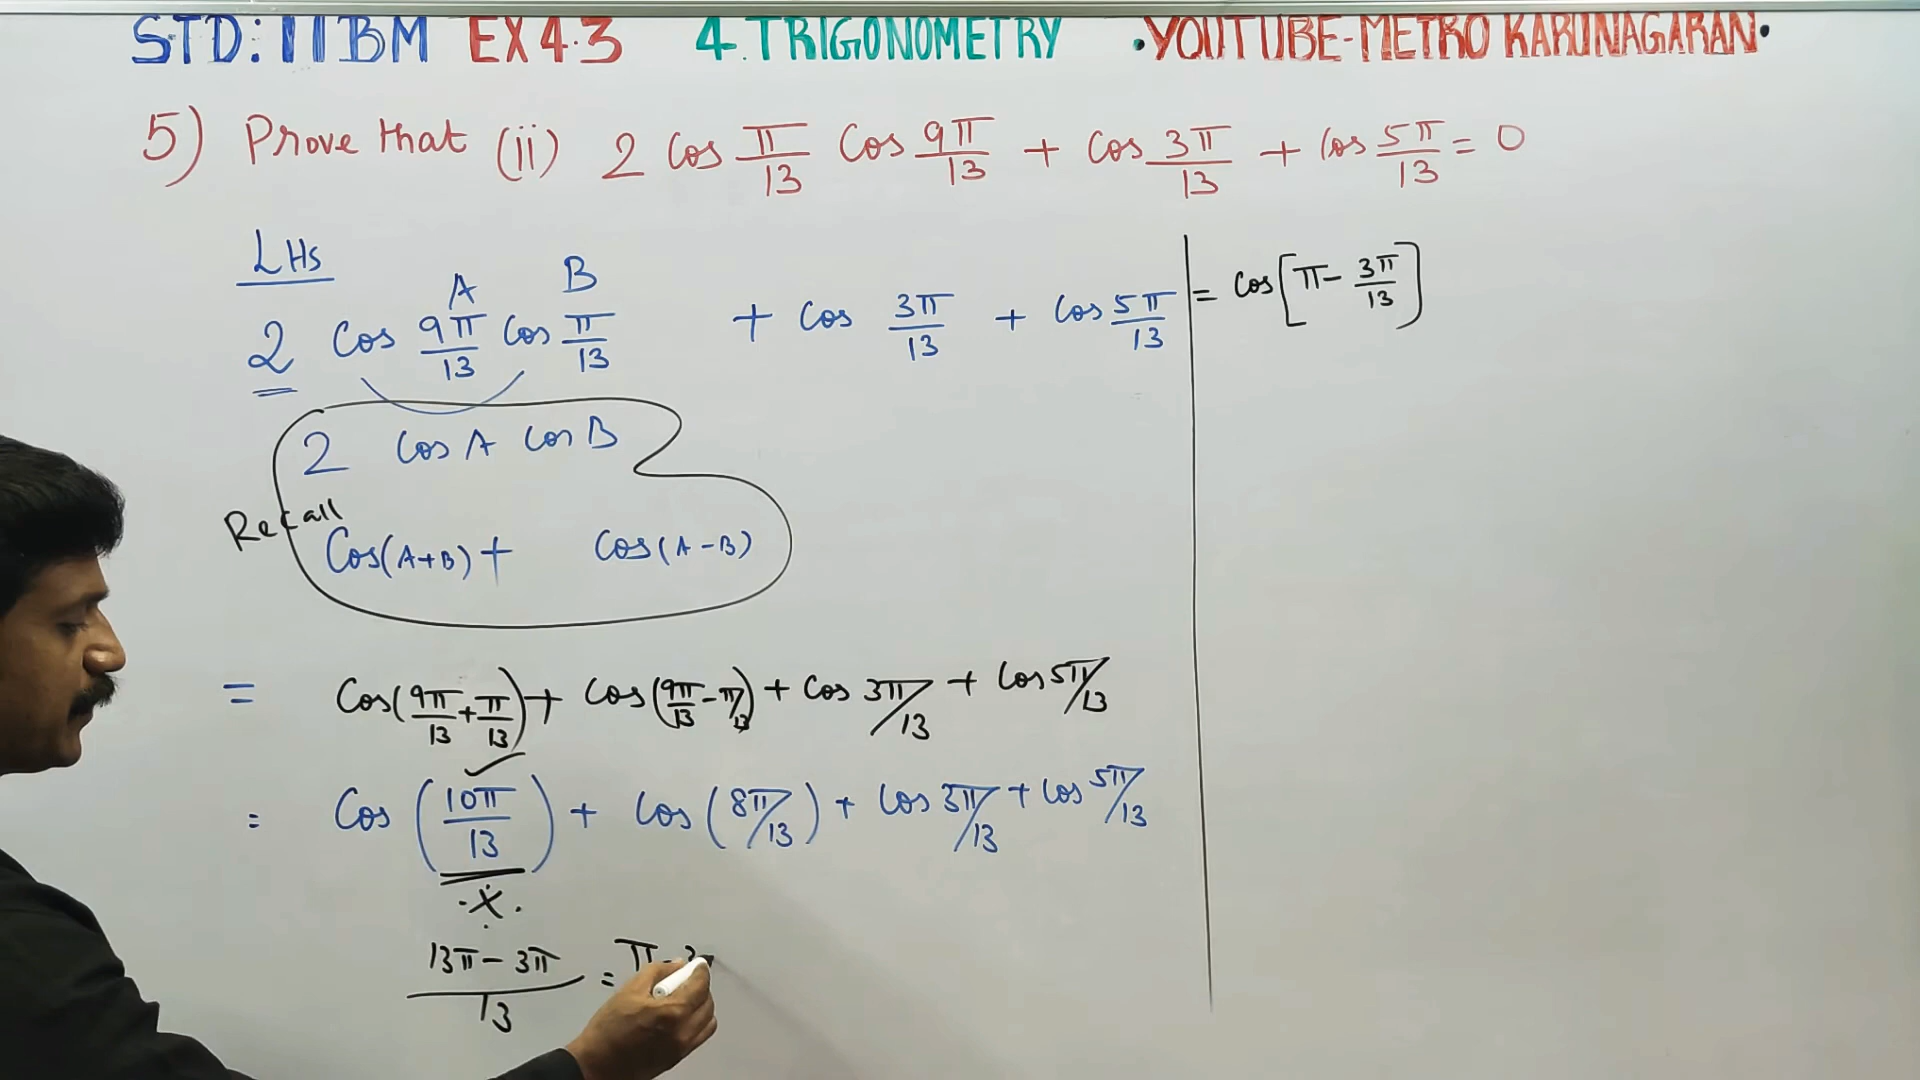 STD: 11 BM EX 4.3 4. TRIGONOMETRY • YOUTUBE-METRO KARUNAGARAN •
5) Prove that (ii) 2 cos π/13 cos 9π/13 + cos 3π/13 + cos 5π/13 = 0
LHS
A B
2 cos 9π/13 cos π/13 + cos 3π/13 + cos 5π/13
2 cos A cos B
Recall
cos(A+B) + cos(A-B)
= cos(9π/13 + π/13) + cos(9π/13 - π/13) + cos 3π/13 + cos 5π/13
= cos(10π/13) + cos(8π/13) + cos 3π/13 + cos 5π/13
x
13π - 3π/13 = π - 3
= cos[π - 3π/13]